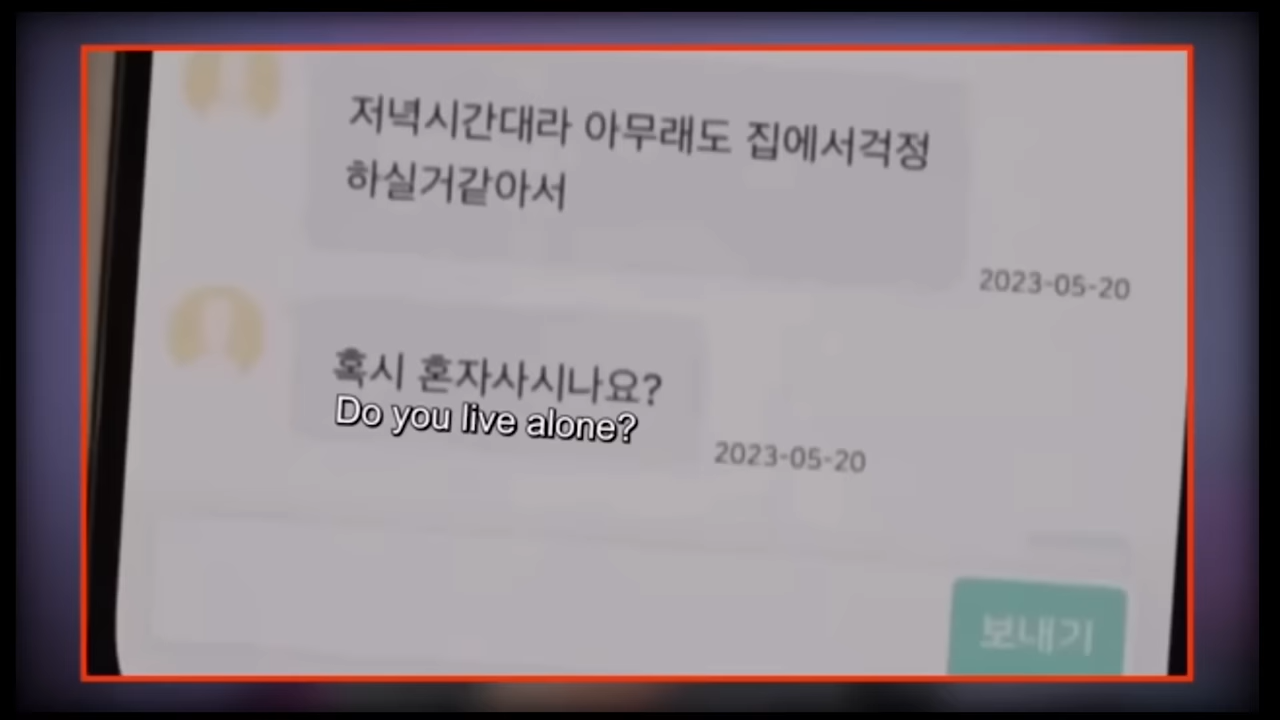 저녁시간대라 아무래도 집에서걱정
하실거같아서
2023-05-20
혹시 혼자사시나요?
Do you live alone?
2023-05-20
보내기